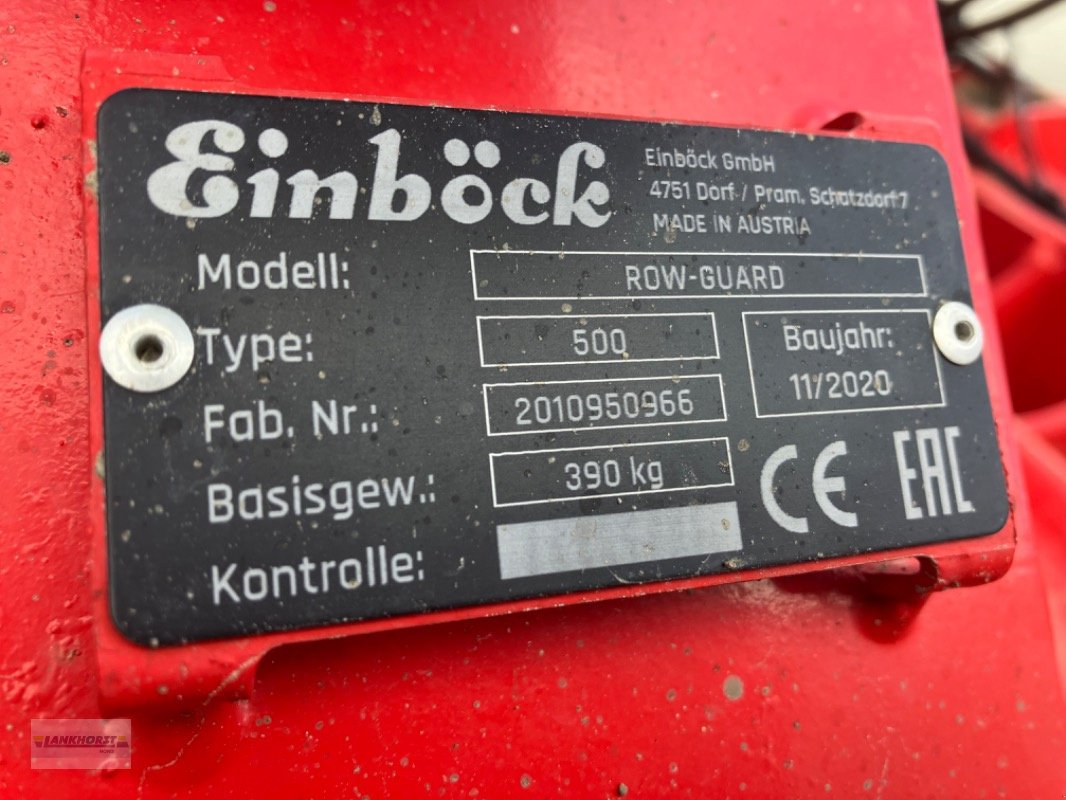 Einböck
Einböck GmbH
4751 Dorf / Pram, Schatzdorf 7
MADE IN AUSTRIA
Modell: ROW-GUARD
Type: 500
Baujahr:
11/2020
Fab. Nr.: 2010950966
Basisgew.: 390 kg
Kontrolle:
CE EAC
LANKHORST